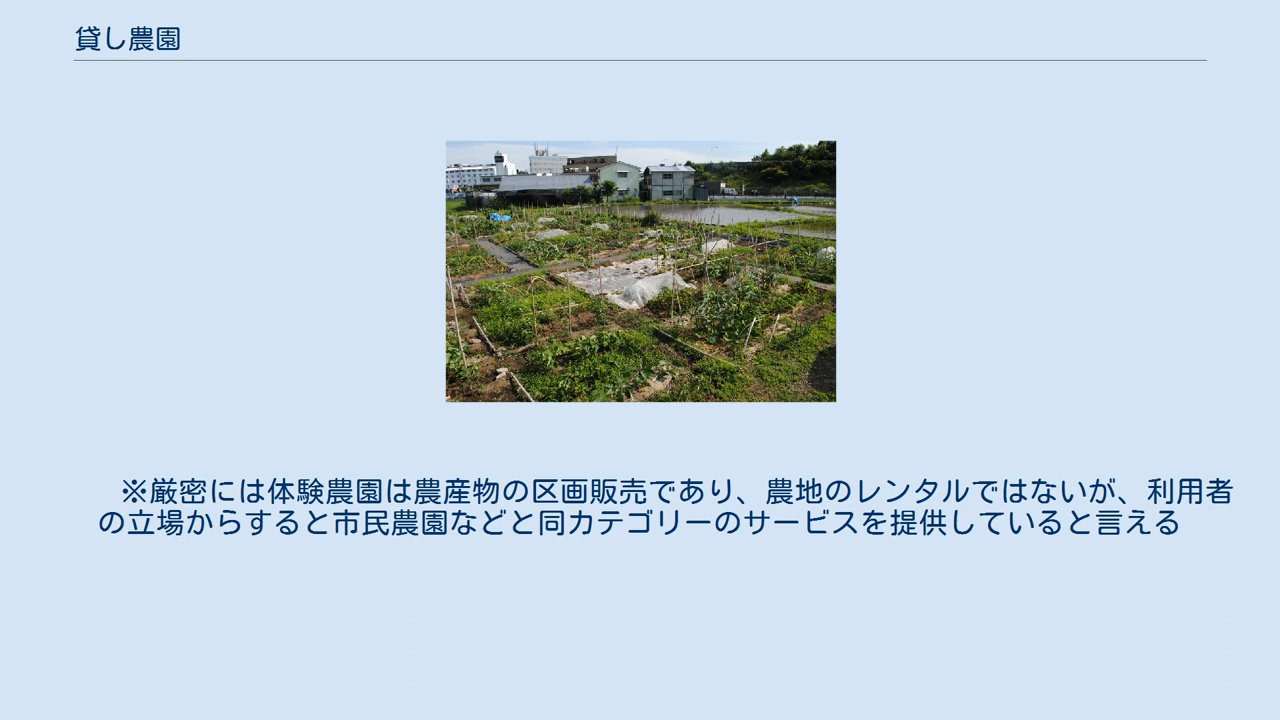 貸し農園
※厳密には体験農園は農産物の区画販売であり、農地のレンタルではないが、利用者
の立場からすると市民農園などと同カテゴリーのサービスを提供していると言える